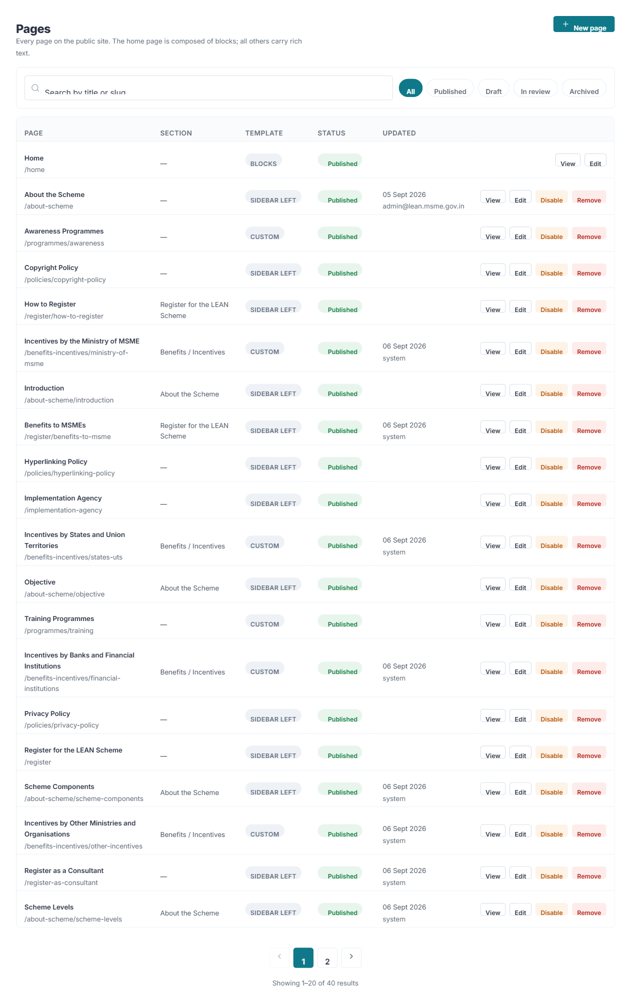 Pages
New page
Every page on the public site. The home page is composed of blocks; all others carry rich
text.
Search by title or slug
All Published Draft In review Archived
PAGE SECTION TEMPLATE STATUS UPDATED
Home
/home
— BLOCKS Published View Edit
About the Scheme
/about-scheme
— SIDEBAR LEFT Published
05 Sept 2026
admin@lean.msme.gov.in
View Edit Disable Remove
Awareness Programmes
/programmes/awareness
— CUSTOM Published View Edit Disable Remove
Copyright Policy
/policies/copyright-policy
— SIDEBAR LEFT Published View Edit Disable Remove
How to Register
/register/how-to-register
Register for the LEAN
Scheme
SIDEBAR LEFT Published View Edit Disable Remove
Incentives by the Ministry of MSME
/benefits-incentives/ministry-of-
msme
Benefits / Incentives CUSTOM Published
06 Sept 2026
system
View Edit Disable Remove
Introduction
/about-scheme/introduction
About the Scheme SIDEBAR LEFT Published View Edit Disable Remove
Benefits to MSMEs
/register/benefits-to-msme
Register for the LEAN
Scheme
SIDEBAR LEFT Published
06 Sept 2026
system
View Edit Disable Remove
Hyperlinking Policy
/policies/hyperlinking-policy
— SIDEBAR LEFT Published View Edit Disable Remove
Implementation Agency
/implementation-agency
— SIDEBAR LEFT Published View Edit Disable Remove
Incentives by States and Union
Territories
/benefits-incentives/states-uts
Benefits / Incentives CUSTOM Published
06 Sept 2026
system
View Edit Disable Remove
Objective
/about-scheme/objective
About the Scheme SIDEBAR LEFT Published View Edit Disable Remove
Training Programmes
/programmes/training
— CUSTOM Published View Edit Disable Remove
Incentives by Banks and Financial
Institutions
/benefits-incentives/financial-
institutions
Benefits / Incentives CUSTOM Published
06 Sept 2026
system
View Edit Disable Remove
Privacy Policy
/policies/privacy-policy
— SIDEBAR LEFT Published View Edit Disable Remove
Register for the LEAN Scheme
/register
— SIDEBAR LEFT Published View Edit Disable Remove
Scheme Components
/about-scheme/scheme-components
About the Scheme SIDEBAR LEFT Published
06 Sept 2026
system
View Edit Disable Remove
Incentives by Other Ministries and
Organisations
/benefits-incentives/other-incentives
Benefits / Incentives CUSTOM Published
06 Sept 2026
system
View Edit Disable Remove
Register as a Consultant
/register-as-consultant
— SIDEBAR LEFT Published
06 Sept 2026
system
View Edit Disable Remove
Scheme Levels
/about-scheme/scheme-levels
About the Scheme SIDEBAR LEFT Published
06 Sept 2026
system
View Edit Disable Remove
1 2
Showing 1–20 of 40 results